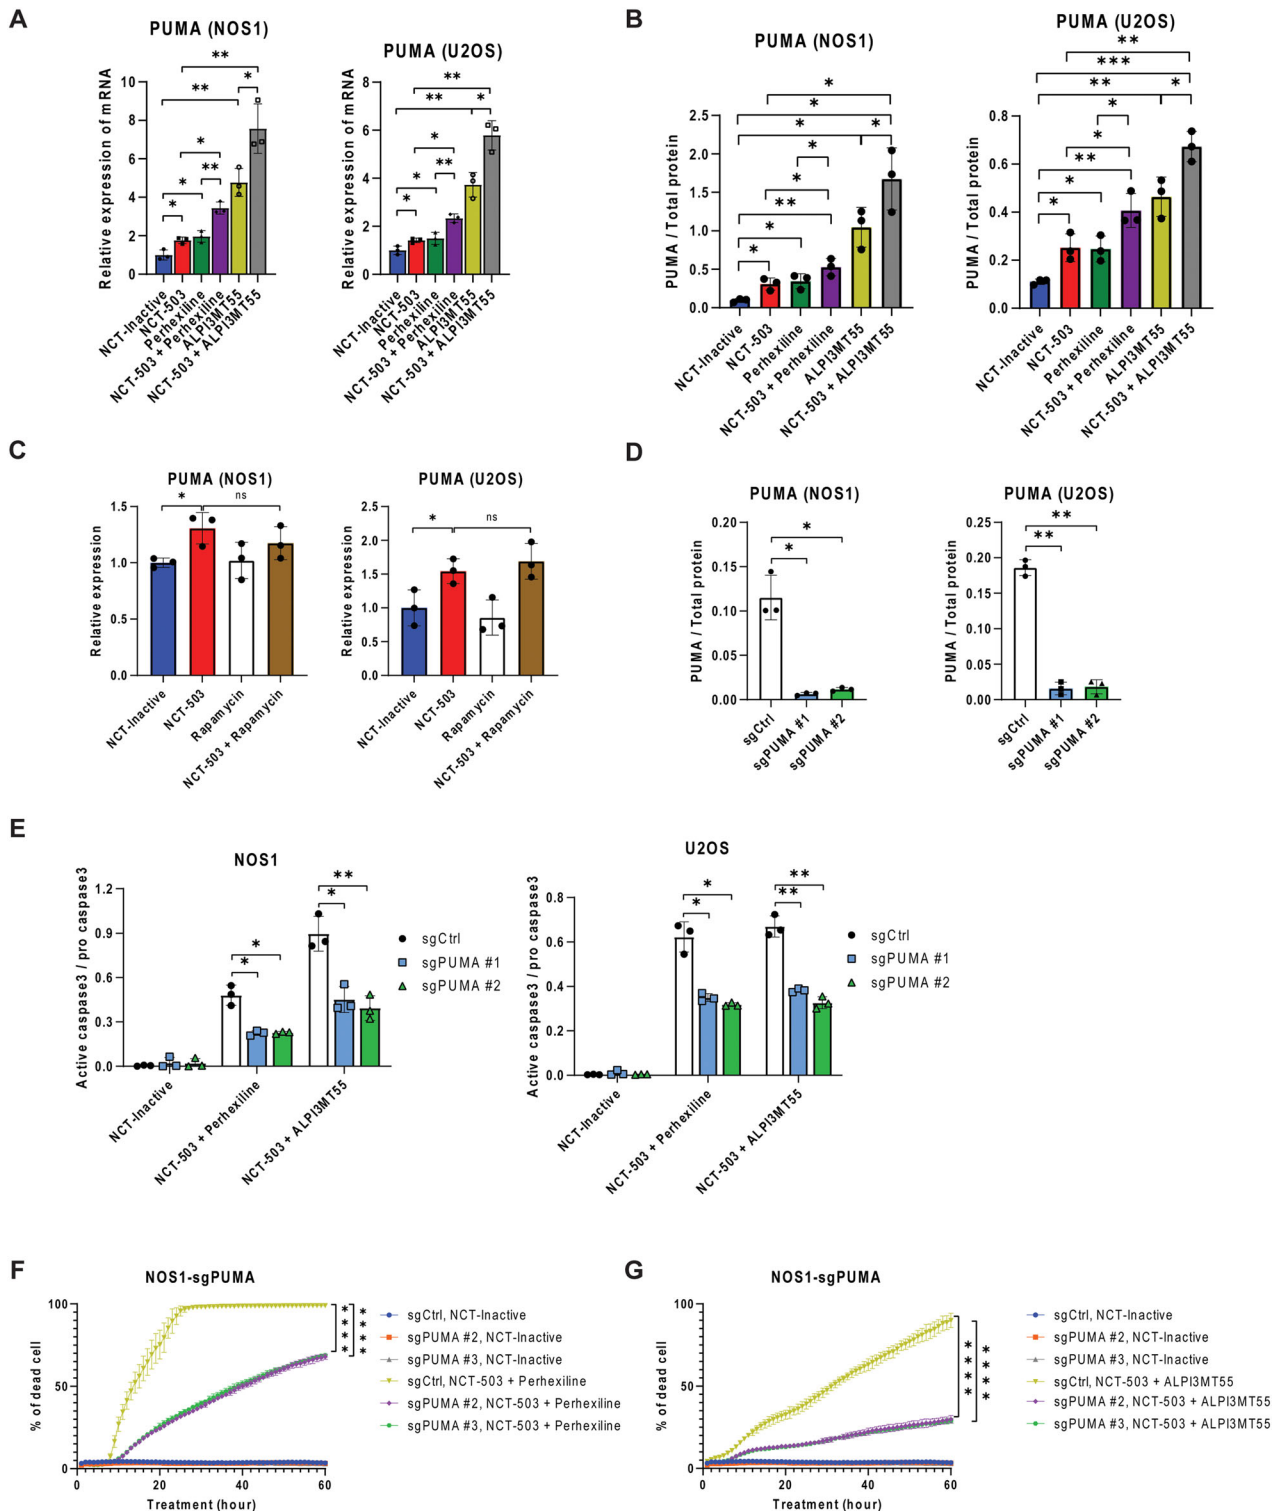 A
PUMA (NOS1)
Relative expression of mRNA
10
8
6
4
2
0
**
*
**
*
**
*
*
NCT-Inactive
NCT-503
Perhexiline
NCT-503 + Perhexiline
ALPI3MT55
NCT-503 + ALPI3MT55
PUMA (U2OS)
Relative expression of mRNA
8
6
4
2
0
**
**
*
*
**
*
*
NCT-Inactive
NCT-503
Perhexiline
NCT-503 + Perhexiline
ALPI3MT55
NCT-503 + ALPI3MT55
B
PUMA (NOS1)
PUMA / Total protein
2.5
2.0
1.5
1.0
0.5
0.0
*
*
*
*
*
*
**
*
*
NCT-Inactive
NCT-503
Perhexiline
NCT-503 + Perhexiline
ALPI3MT55
NCT-503 + ALPI3MT55
PUMA (U2OS)
PUMA / Total protein
0.8
0.6
0.4
0.2
0.0
**
***
**
*
*
*
**
*
*
NCT-Inactive
NCT-503
Perhexiline
NCT-503 + Perhexiline
ALPI3MT55
NCT-503 + ALPI3MT55
C
PUMA (NOS1)
Relative expression
1.5
1.0
0.5
0.0
*
ns
NCT-Inactive
NCT-503
Rapamycin
NCT-503 + Rapamycin
PUMA (U2OS)
Relative expression
2.5
2.0
1.5
1.0
0.5
0.0
*
ns
NCT-Inactive
NCT-503
Rapamycin
NCT-503 + Rapamycin
D
PUMA (NOS1)
PUMA / Total protein
0.20
0.15
0.10
0.05
0.00
*
*
sgCtrl
sgPUMA #1
sgPUMA #2
PUMA (U2OS)
PUMA / Total protein
0.25
0.20
0.15
0.10
0.05
0.00
**
**
sgCtrl
sgPUMA #1
sgPUMA #2
E
NOS1
Active caspase3 / pro caspase3
1.2
0.9
0.6
0.3
0.0
*
*
**
*
NCT-Inactive
NCT-503 + Perhexiline
NCT-503 + ALPI3MT55
sgCtrl
sgPUMA #1
sgPUMA #2
U2OS
Active caspase3 / pro caspase3
0.8
0.6
0.4
0.2
0.0
*
*
**
**
NCT-Inactive
NCT-503 + Perhexiline
NCT-503 + ALPI3MT55
sgCtrl
sgPUMA #1
sgPUMA #2
F
NOS1-sgPUMA
% of dead cell
100
50
0
0
20
40
60
Treatment (hour)
****
****
sgCtrl, NCT-Inactive
sgPUMA #2, NCT-Inactive
sgPUMA #3, NCT-Inactive
sgCtrl, NCT-503 + Perhexiline
sgPUMA #2, NCT-503 + Perhexiline
sgPUMA #3, NCT-503 + Perhexiline
G
NOS1-sgPUMA
% of dead cell
100
50
0
0
20
40
60
Treatment (hour)
****
****
sgCtrl, NCT-Inactive
sgPUMA #2, NCT-Inactive
sgPUMA #3, NCT-Inactive
sgCtrl, NCT-503 + ALPI3MT55
sgPUMA #2, NCT-503 + ALPI3MT55
sgPUMA #3, NCT-503 + ALPI3MT55